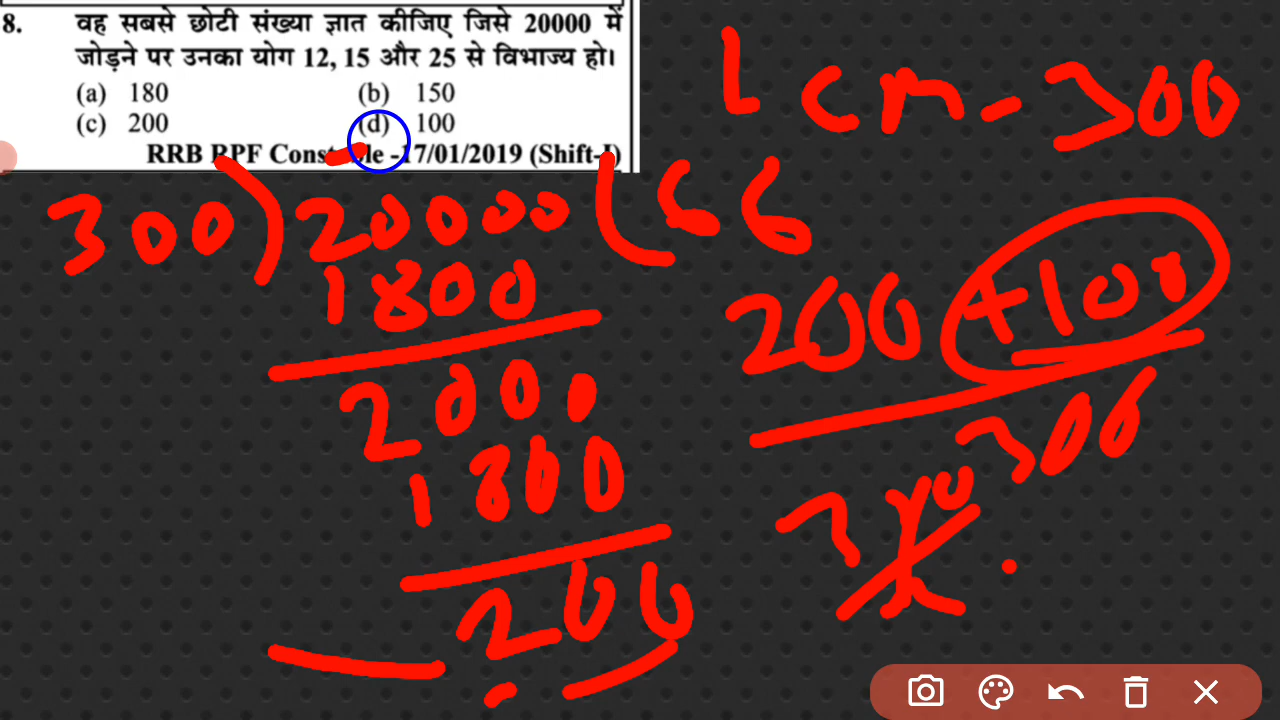 8. वह सबसे छोटी संख्या ज्ञात कीजिए जिसे 20000 में
जोड़ने पर उनका योग 12, 15 और 25 से विभाज्य हो।
(a) 180 (b) 150
(c) 200 (d) 100
RRB RPF Constable -17/01/2019 (Shift-I)
Lcm - 300
300) 20000 (66
1800
2000
1800
200
200 +100
300